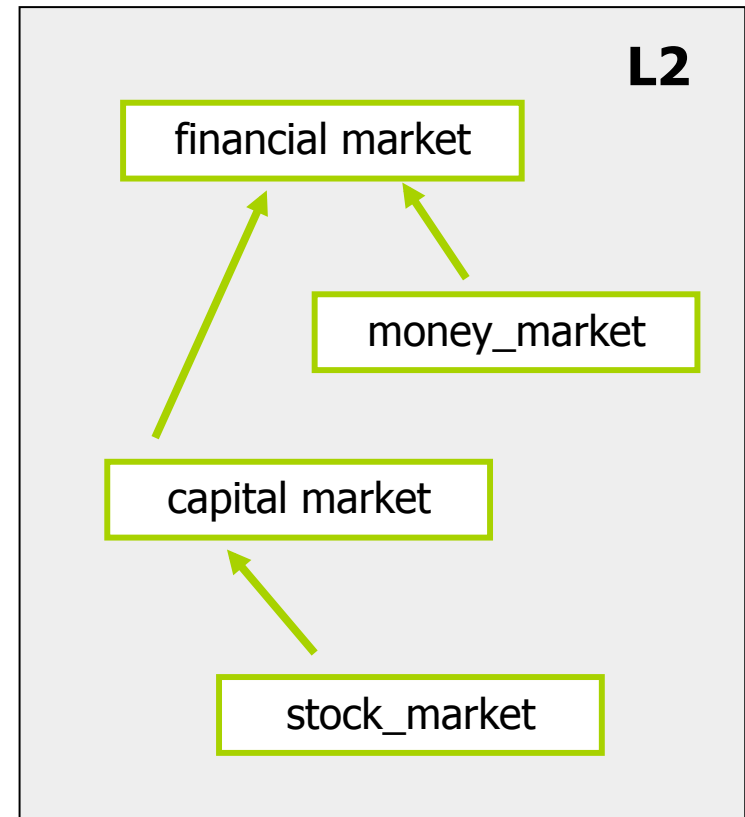 L2
financial market
money_market
capital market
stock_market